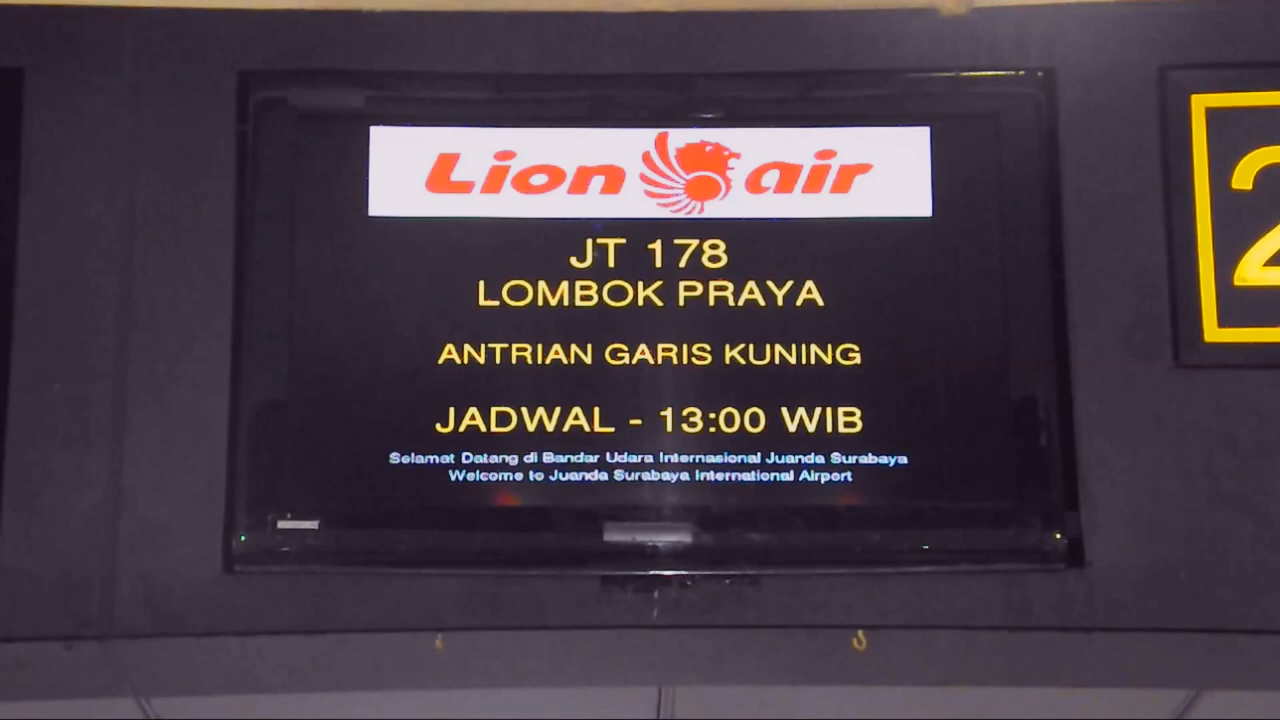 Lion air
JT 178
LOMBOK PRAYA
ANTRIAN GARIS KUNING
JADWAL - 13:00 WIB
Selamat Datang di Bandar Udara Internasional Juanda Surabaya
Welcome to Juanda Surabaya International Airport
2